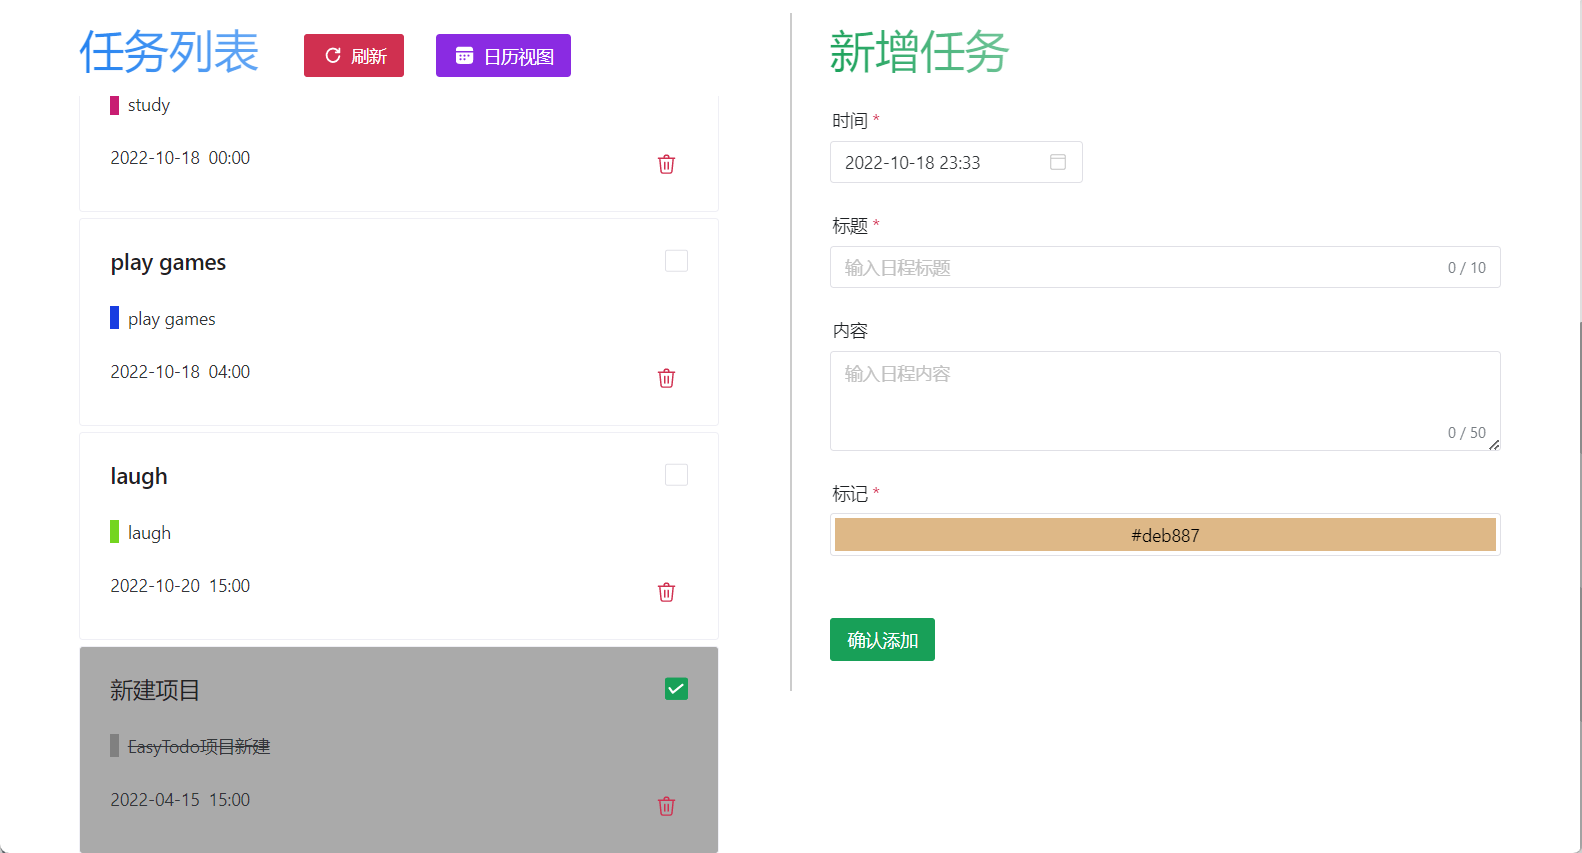 任务列表
刷新
日历视图
study
2022-10-18 00:00
play games
play games
2022-10-18 04:00
laugh
laugh
2022-10-20 15:00
新建项目
EasyTodo项目新建
2022-04-15 15:00
新增任务
时间 *
2022-10-18 23:33
标题 *
输入日程标题
0 / 10
内容
输入日程内容
0 / 50
标记 *
#deb887
确认添加